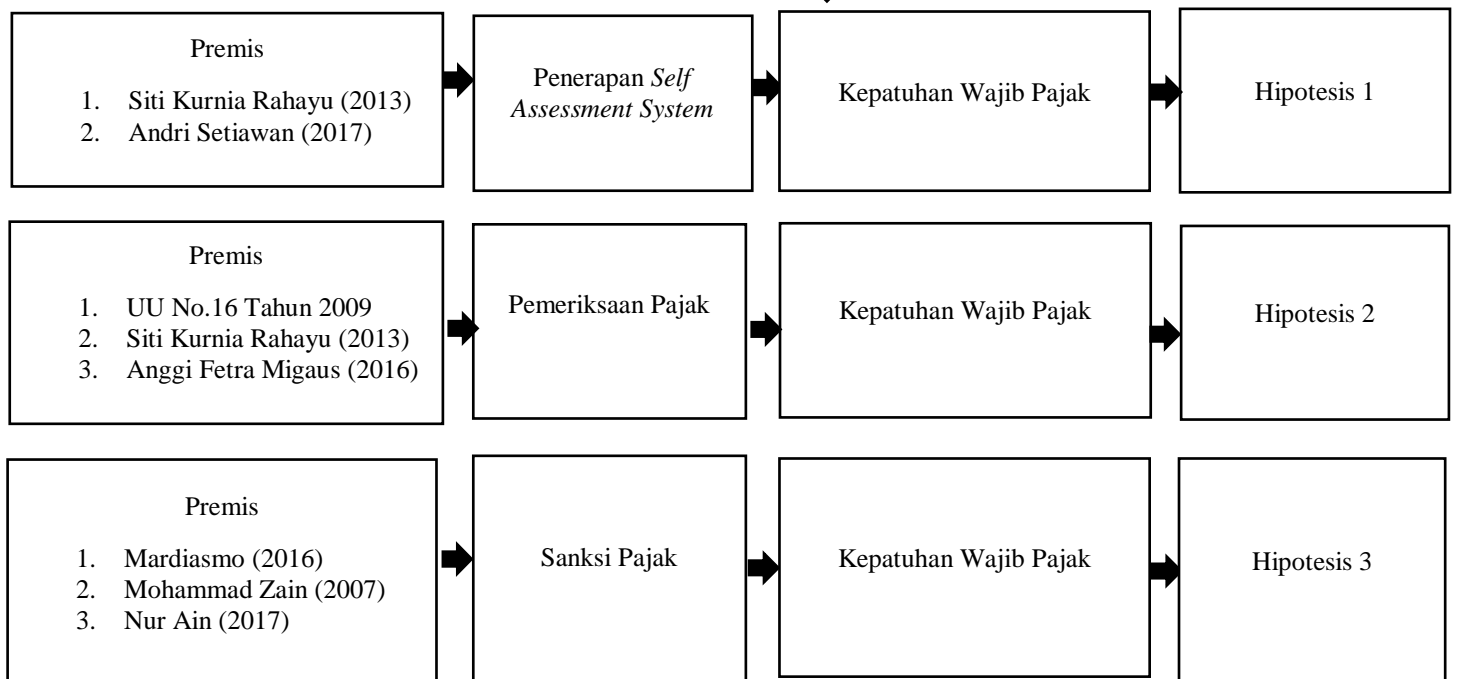 Premis
1. Siti Kurnia Rahayu (2013)
2. Andri Setiawan (2017)
Penerapan Self
Assessment System
Kepatuhan Wajib Pajak
Hipotesis 1
Premis
1. UU No.16 Tahun 2009
2. Siti Kurnia Rahayu (2013)
3. Anggi Fetra Migaus (2016)
Pemeriksaan Pajak
Kepatuhan Wajib Pajak
Hipotesis 2
Premis
1. Mardiasmo (2016)
2. Mohammad Zain (2007)
3. Nur Ain (2017)
Sanksi Pajak
Kepatuhan Wajib Pajak
Hipotesis 3